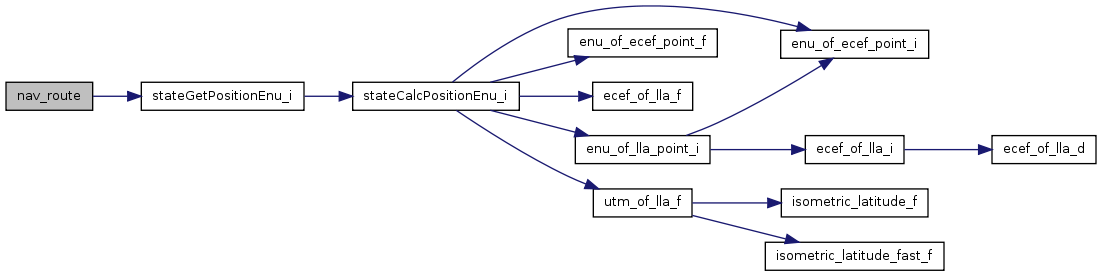 nav_route
stateGetPositionEnu_i
stateCalcPositionEnu_i
enu_of_ecef_point_f
enu_of_ecef_point_i
ecef_of_lla_f
enu_of_lla_point_i
ecef_of_lla_i
ecef_of_lla_d
utm_of_lla_f
isometric_latitude_f
isometric_latitude_fast_f